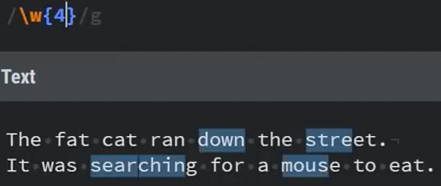 /\w{4}/g
Text
The fat cat ran down the street.
It was searching for a mouse to eat.